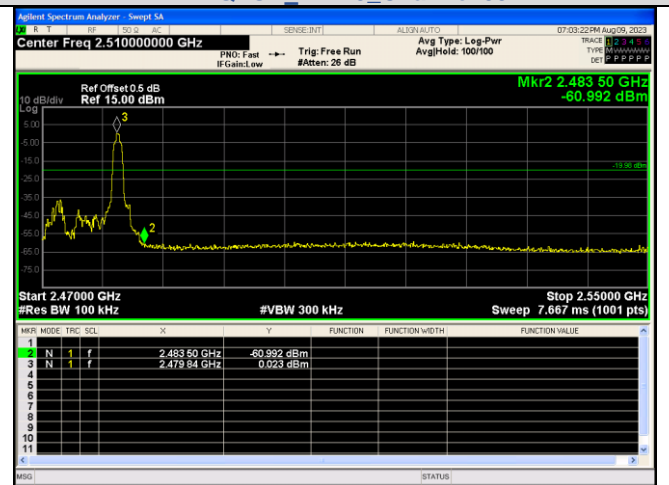 Agilent Spectrum Analyzer - Swept SA
R T RF 50 Ω AC SENSE:INT ALIGN AUTO 07:03:22 PM Aug 09, 2023
Center Freq 2.510000000 GHz
PNO: Fast
IFGain:Low
Trig: Free Run
#Atten: 26 dB
Avg Type: Log-Pwr
Avg|Hold: 100/100
TRACE 1 2 3 4 5 6
TYPE M
DET P P P P P P
Ref Offset 0.5 dB
Ref 15.00 dBm
10 dB/div
Log
Mkr2 2.483 50 GHz
-60.992 dBm
5.00
-5.00
-15.0
-25.0
-35.0
-45.0
-55.0
-65.0
-75.0
3
2
-19.98 dBm
Start 2.47000 GHz
Stop 2.55000 GHz
#Res BW 100 kHz
#VBW 300 kHz
Sweep 7.667 ms (1001 pts)
MKR MODE TRC SCL X Y FUNCTION FUNCTION WIDTH FUNCTION VALUE
1
2 N 1 f 2.483 50 GHz -60.992 dBm
3 N 1 f 2.479 84 GHz 0.023 dBm
4
5
6
7
8
9
10
11
MSG STATUS